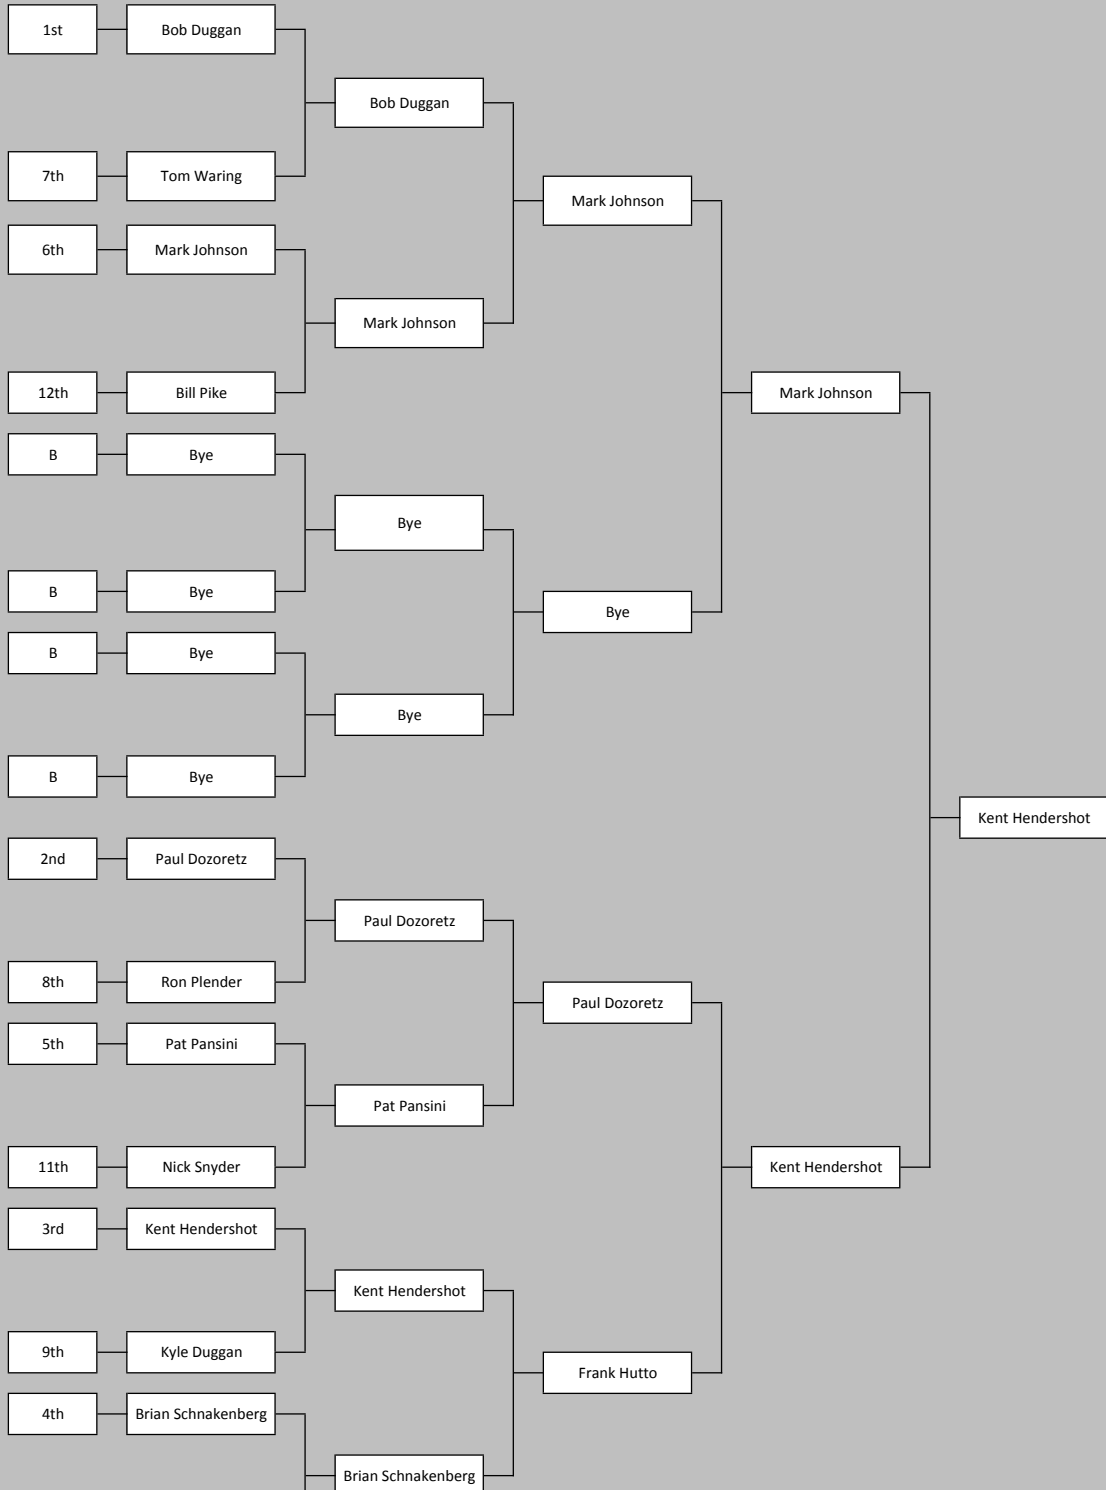 1st
Bob Duggan
Bob Duggan
7th
Tom Waring
Mark Johnson
6th
Mark Johnson
Mark Johnson
12th
Bill Pike
Mark Johnson
B
Bye
Bye
B
Bye
Bye
B
Bye
Bye
B
Bye
Kent Hendershot
2nd
Paul Dozoretz
Paul Dozoretz
8th
Ron Plender
Paul Dozoretz
5th
Pat Pansini
Pat Pansini
11th
Nick Snyder
Kent Hendershot
3rd
Kent Hendershot
Kent Hendershot
9th
Kyle Duggan
Frank Hutto
4th
Brian Schnakenberg
Brian Schnakenberg